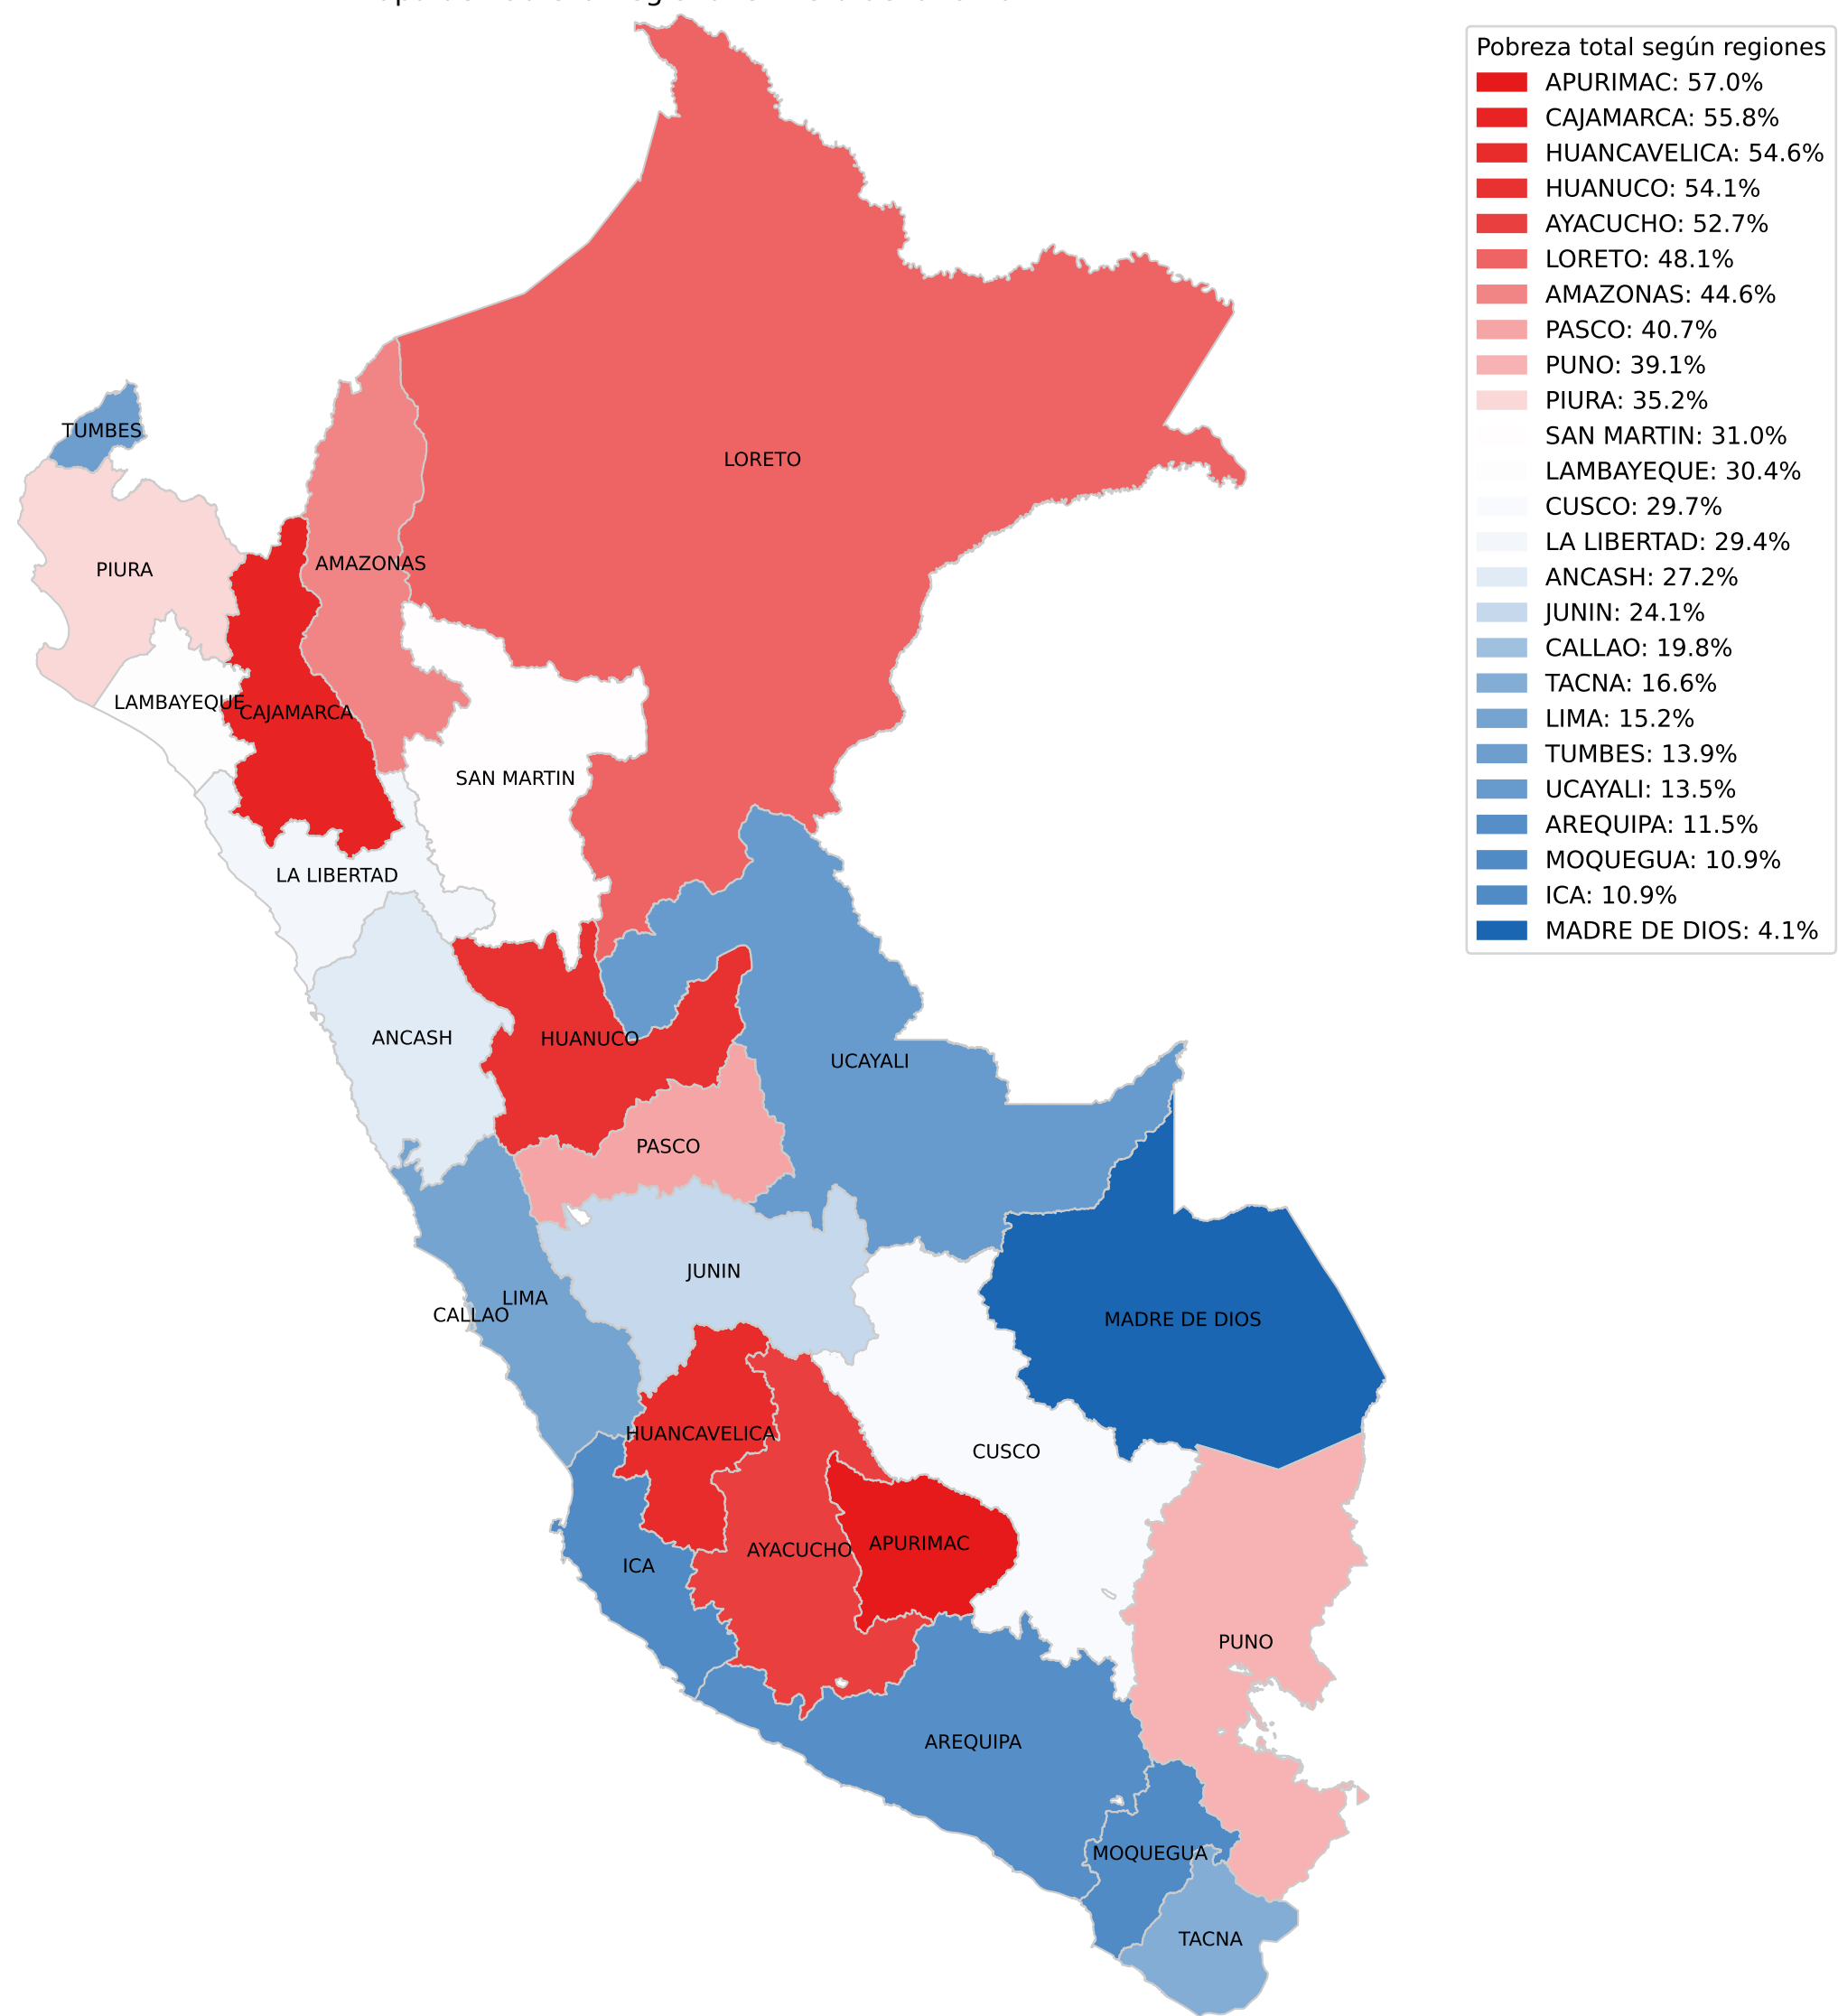 Pobreza total según regiones
APURIMAC: 57.0%
CAJAMARCA: 55.8%
HUANCAVELICA: 54.6%
HUANUCO: 54.1%
AYACUCHO: 52.7%
LORETO: 48.1%
AMAZONAS: 44.6%
PASCO: 40.7%
PUNO: 39.1%
PIURA: 35.2%
SAN MARTIN: 31.0%
LAMBAYEQUE: 30.4%
CUSCO: 29.7%
LA LIBERTAD: 29.4%
ANCASH: 27.2%
JUNIN: 24.1%
CALLAO: 19.8%
TACNA: 16.6%
LIMA: 15.2%
TUMBES: 13.9%
UCAYALI: 13.5%
AREQUIPA: 11.5%
MOQUEGUA: 10.9%
ICA: 10.9%
MADRE DE DIOS: 4.1%
TUMBES
LORETO
PIURA
AMAZONAS
LAMBAYEQUE
CAJAMARCA
SAN MARTIN
LA LIBERTAD
ANCASH
HUANUCO
UCAYALI
PASCO
JUNIN
LIMA
CALLAO
MADRE DE DIOS
HUANCAVELICA
CUSCO
AYACUCHO
APURIMAC
ICA
PUNO
AREQUIPA
MOQUEGUA
TACNA